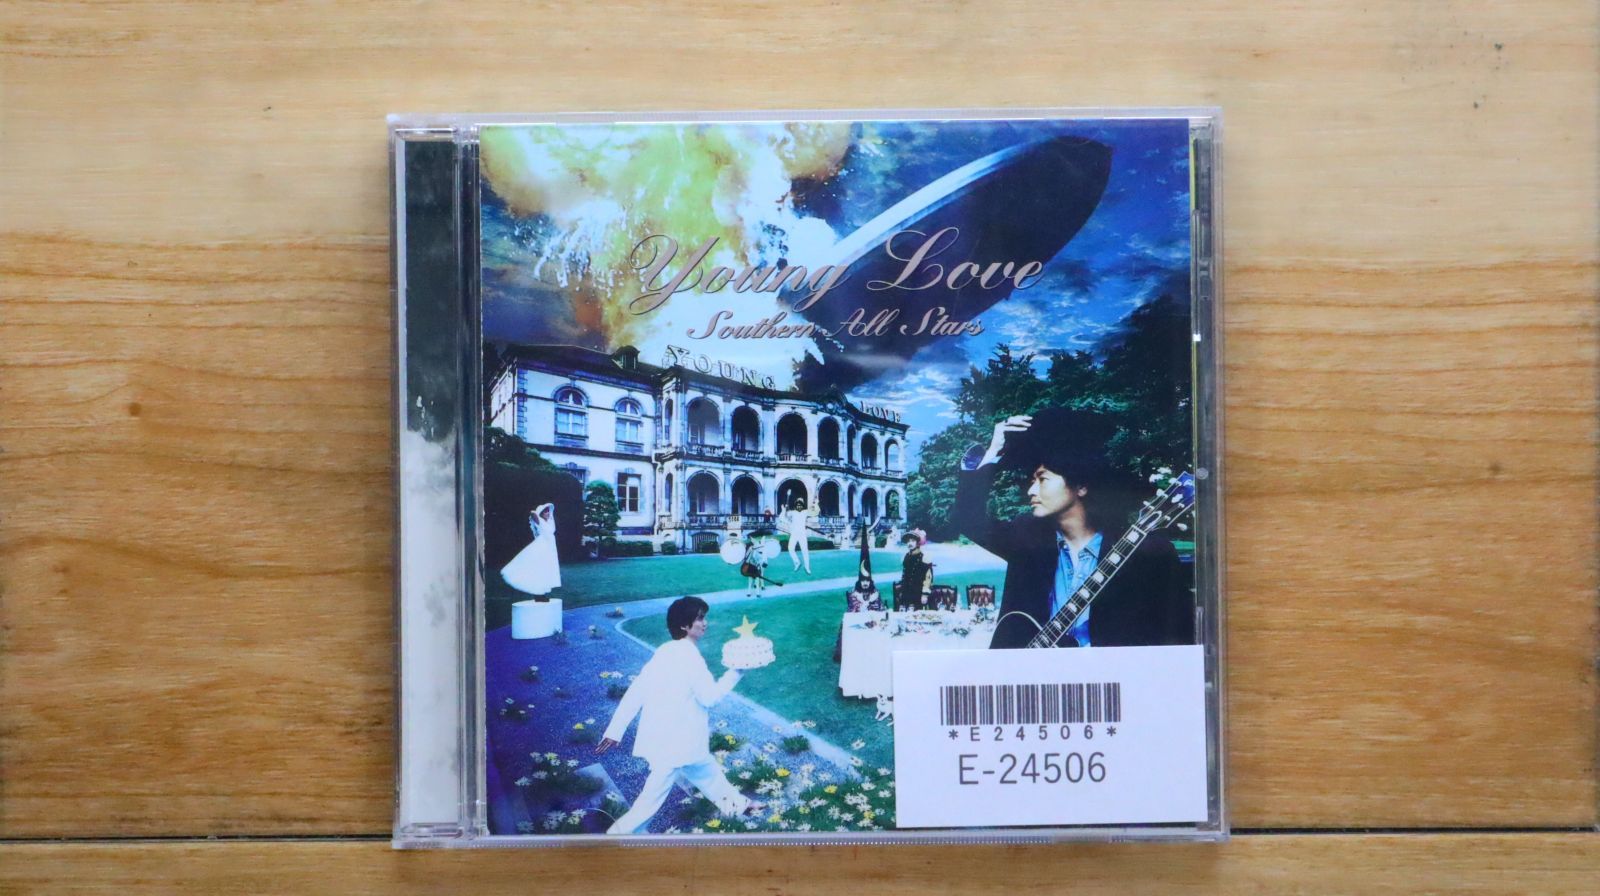 Young Love
Southern All Stars
YOUNG LOVE
*E24506*
E-24506